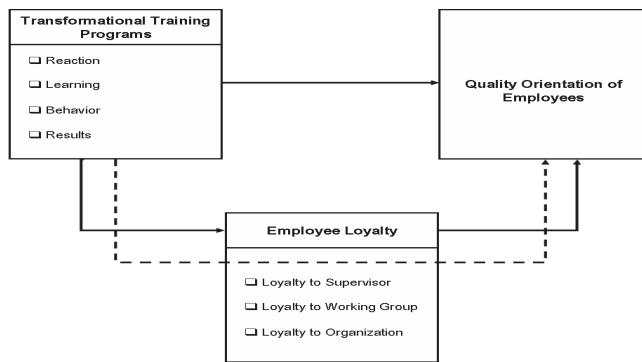 Transformational Training
Programs
❑ Reaction
❑ Learning
❑ Behavior
❑ Results
Quality Orientation of
Employees
Employee Loyalty
❑ Loyalty to Supervisor
❑ Loyalty to Working Group
❑ Loyalty to Organization